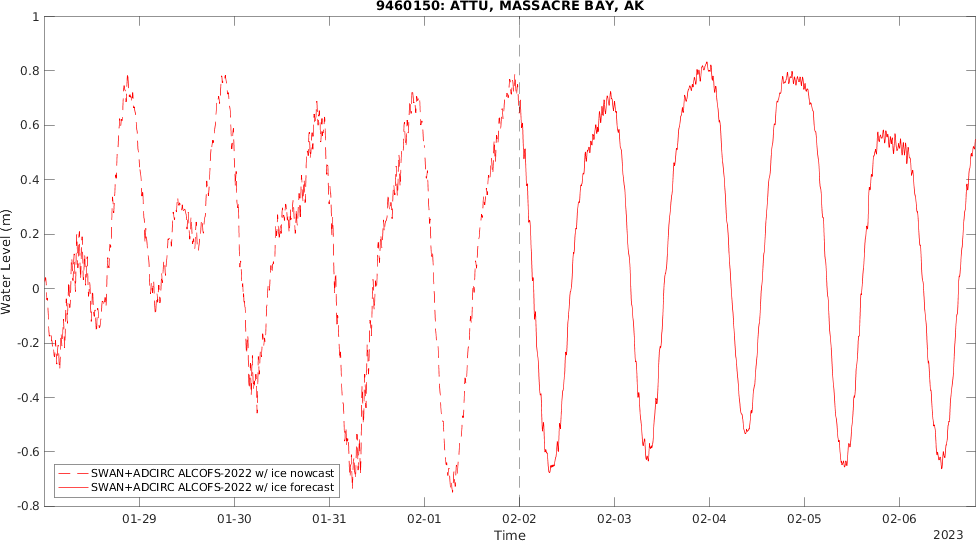 9460150: ATTU, MASSACRE BAY, AK
1
0.8
0.6
0.4
0.2
0
-0.2
-0.4
-0.6
-0.8
Water Level (m)
SWAN+ADCIRC ALCOFS-2022 w/ ice nowcast
SWAN+ADCIRC ALCOFS-2022 w/ ice forecast
01-29 01-30 01-31 02-01 02-02 02-03 02-04 02-05 02-06
Time
2023